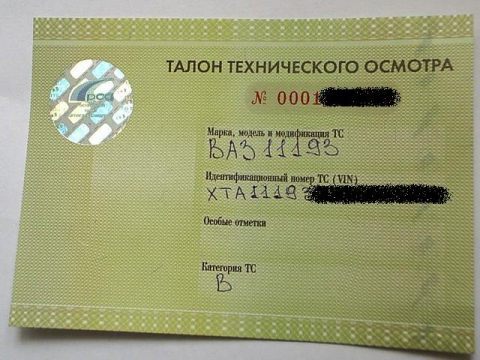 рса
ТАЛОН ТЕХНИЧЕСКОГО ОСМОТРА
№ 0001
Марка, модель и модификация ТС
ВАЗ 11193
Идентификационный номер ТС (VIN)
ХТА11193
Особые отметки
Категория ТС
В